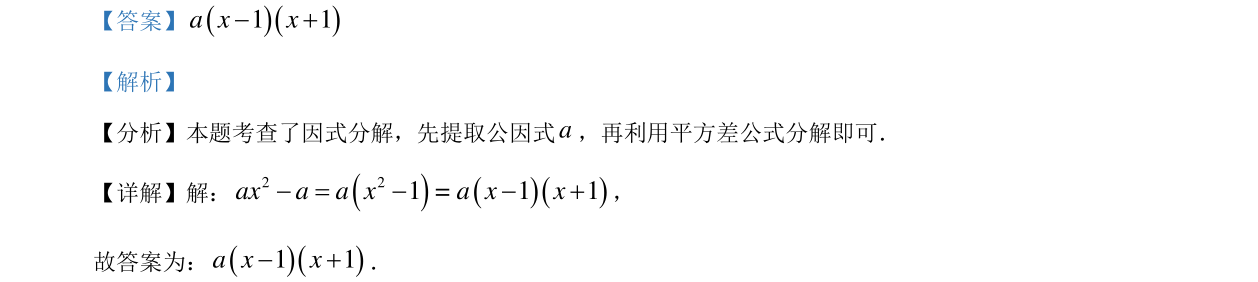 【答案】a(x−1)(x+1)
【解析】
【分析】本题考查了因式分解，先提取公因式a，再利用平方差公式分解即可．
【详解】解：ax²−a=a(x²−1)=a(x−1)(x+1)，
故答案为：a(x−1)(x+1)．